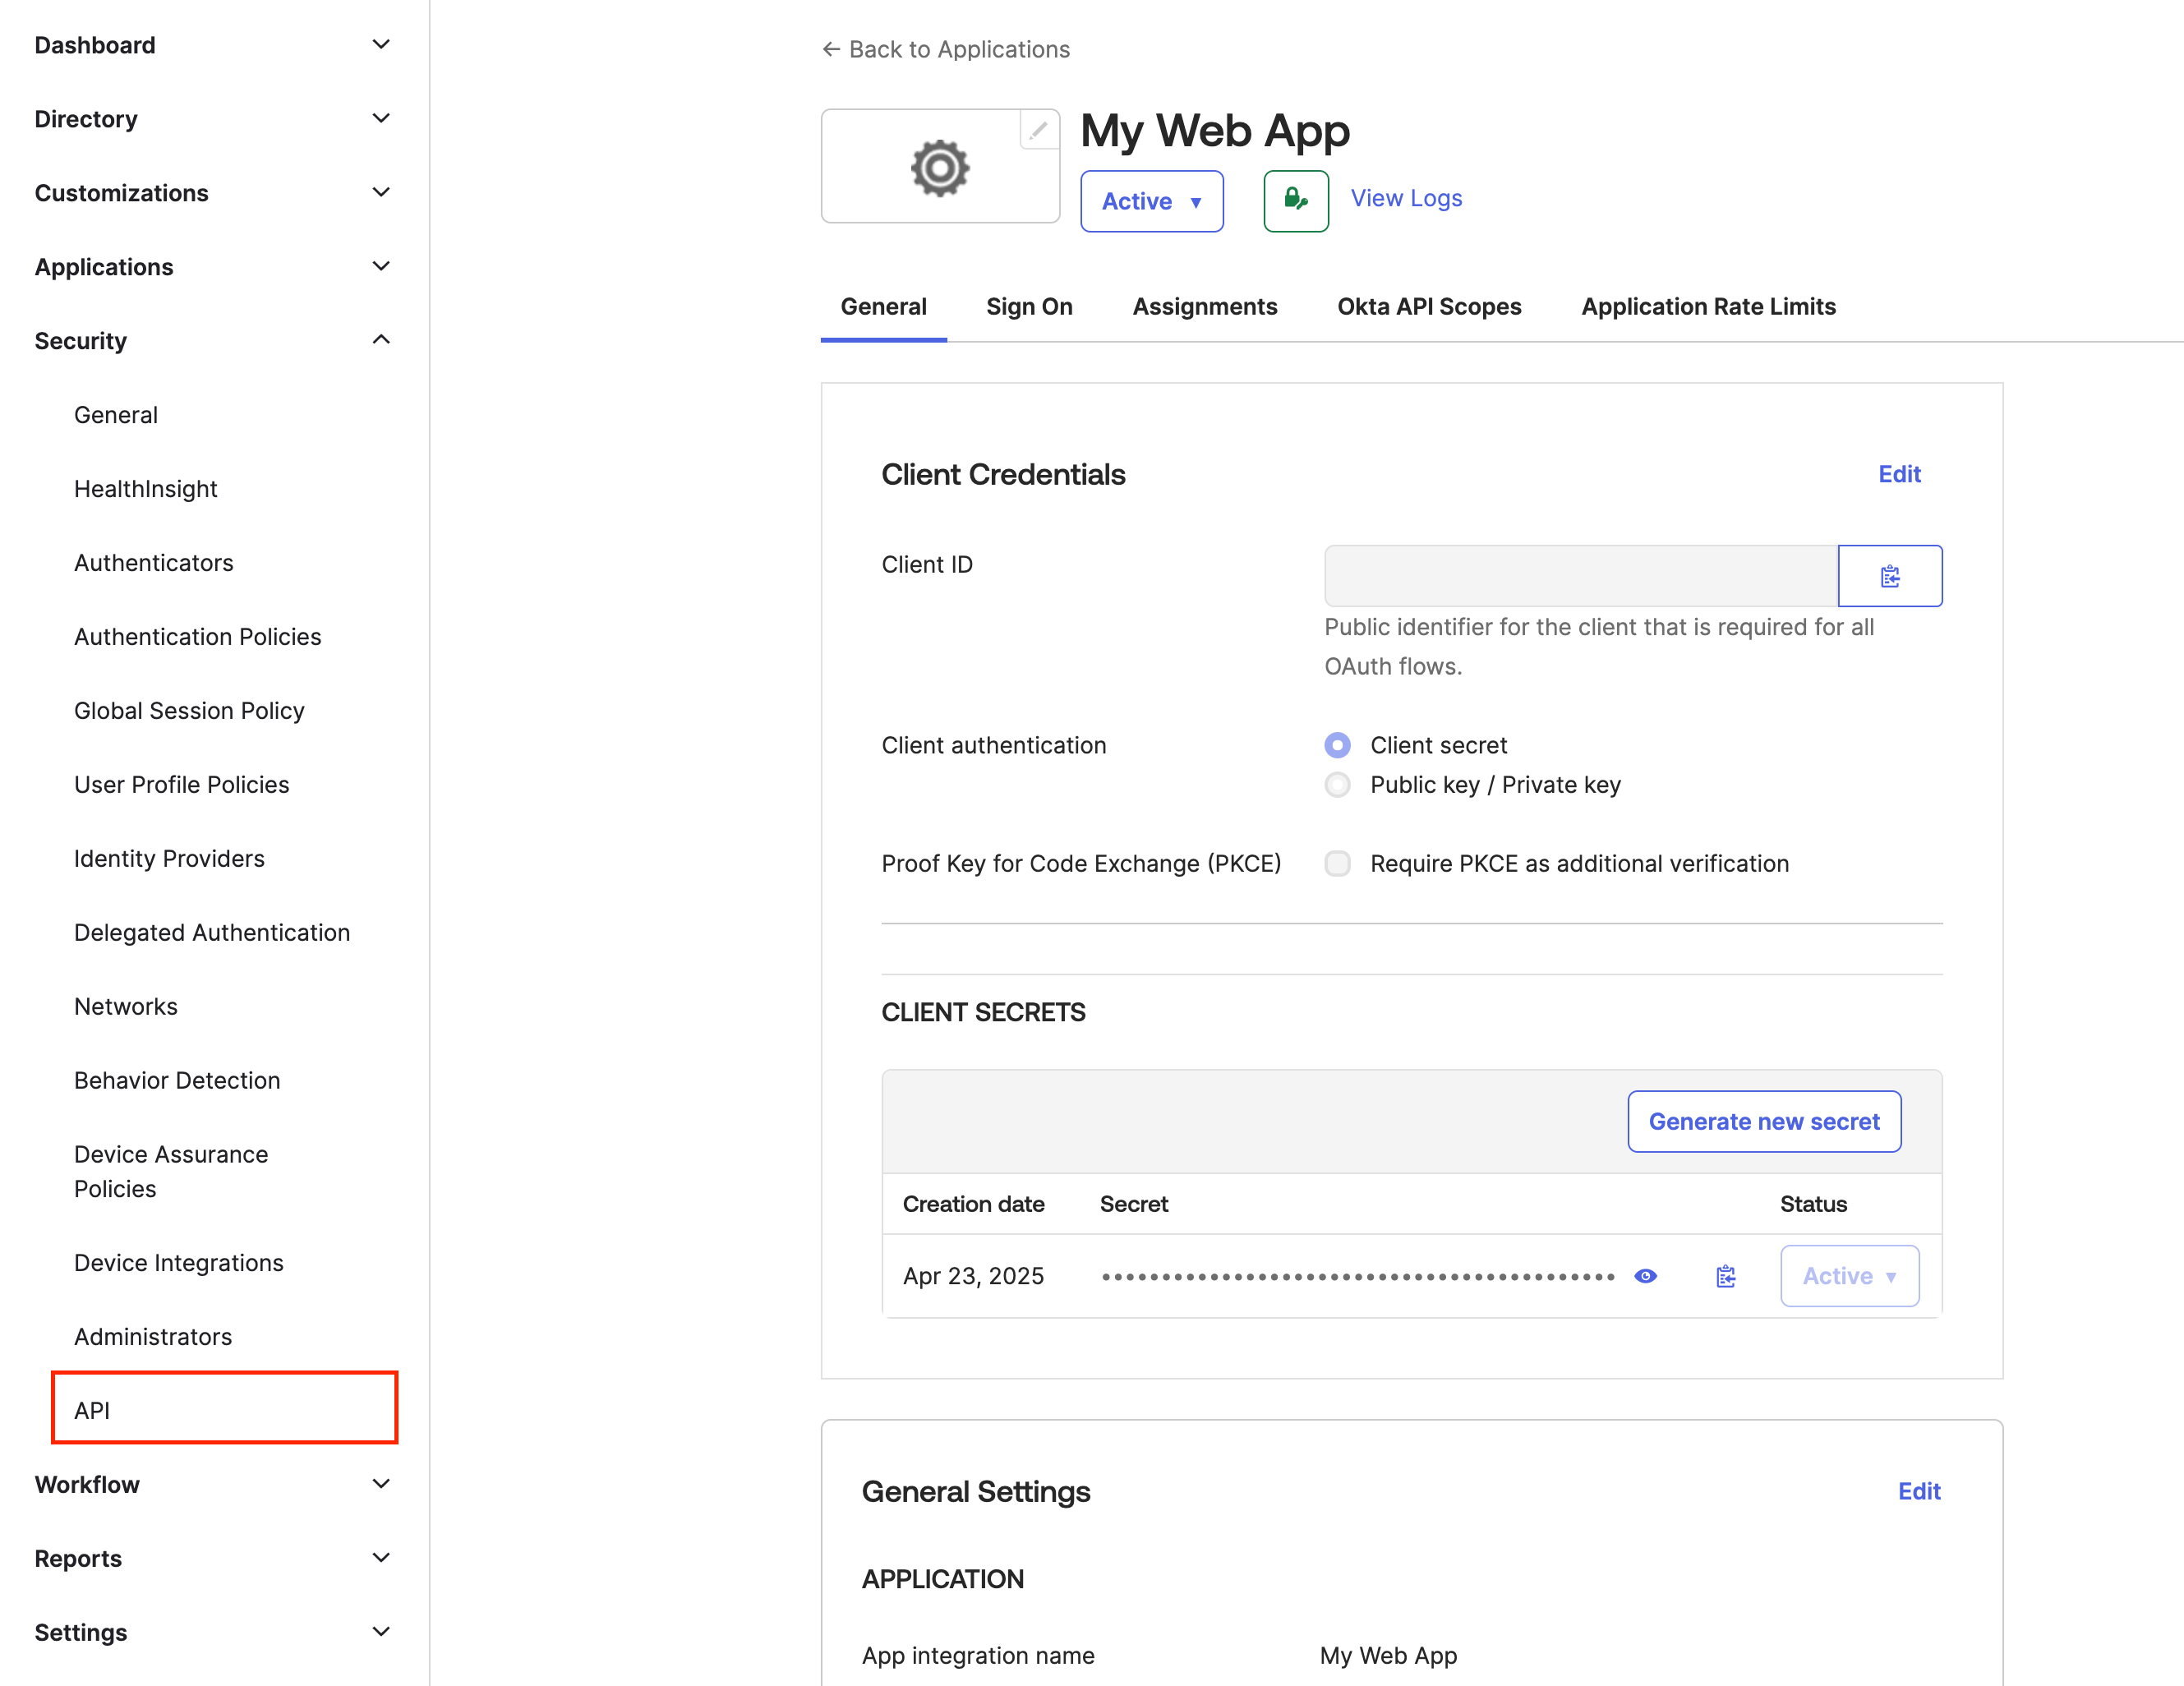 Dashboard
Directory
Customizations
Applications
Security
General
HealthInsight
Authenticators
Authentication Policies
Global Session Policy
User Profile Policies
Identity Providers
Delegated Authentication
Networks
Behavior Detection
Device Assurance
Policies
Device Integrations
Administrators
API
Workflow
Reports
Settings
← Back to Applications
My Web App
Active ▼
View Logs
General Sign On Assignments Okta API Scopes Application Rate Limits
Client Credentials Edit
Client ID
Public identifier for the client that is required for all
OAuth flows.
Client authentication Client secret
Public key / Private key
Proof Key for Code Exchange (PKCE) Require PKCE as additional verification
CLIENT SECRETS
Generate new secret
Creation date Secret Status
Apr 23, 2025 ••••••••••••••••••••••••••••••••••••••••••• Active ▼
General Settings Edit
APPLICATION
App integration name My Web App